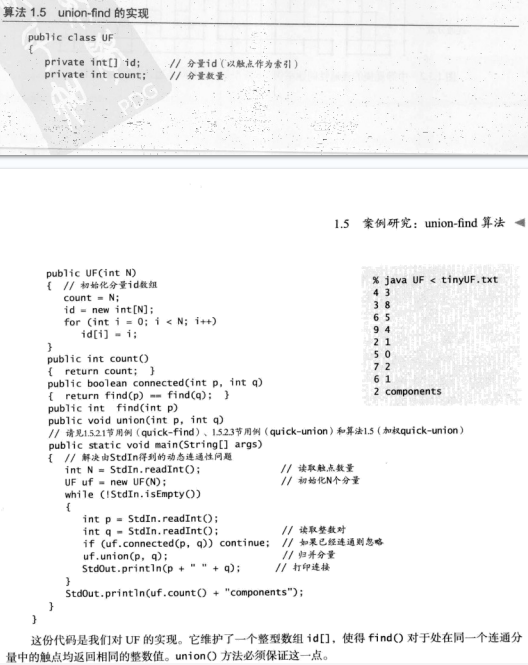 算法 1.5 union-find 的实现
public class UF
{
private int[] id; // 分量id（以触点作为索引）
private int count; // 分量数量
PDG
1.5 案例研究：union-find 算法
public UF(int N)
{ // 初始化分量id数组
count = N;
id = new int[N];
for (int i = 0; i < N; i++)
id[i] = i;
}
public int count()
{ return count; }
public boolean connected(int p, int q)
{ return find(p) == find(q); }
public int find(int p)
public void union(int p, int q)
// 请见1.5.2.1节用例（quick-find）、1.5.2.3节用例（quick-union）和算法1.5（加权quick-union）
public static void main(String[] args)
{ // 解决由StdIn得到的动态连通性问题
int N = StdIn.readInt(); // 读取触点数量
UF uf = new UF(N); // 初始化N个分量
while (!StdIn.isEmpty())
{
int p = StdIn.readInt();
int q = StdIn.readInt(); // 读取整数对
if (uf.connected(p, q)) continue; // 如果已经连通则忽略
uf.union(p, q); // 归并分量
StdOut.println(p + " " + q); // 打印连接
}
StdOut.println(uf.count() + "components");
}
}
% java UF < tinyUF.txt
4 3
3 8
6 5
9 4
2 1
5 0
7 2
6 1
2 components
这份代码是我们对 UF 的实现。它维护了一个整型数组 id[]，使得 find() 对于处在同一个连通分
量中的触点均返回相同的整数值。union() 方法必须保证这一点。